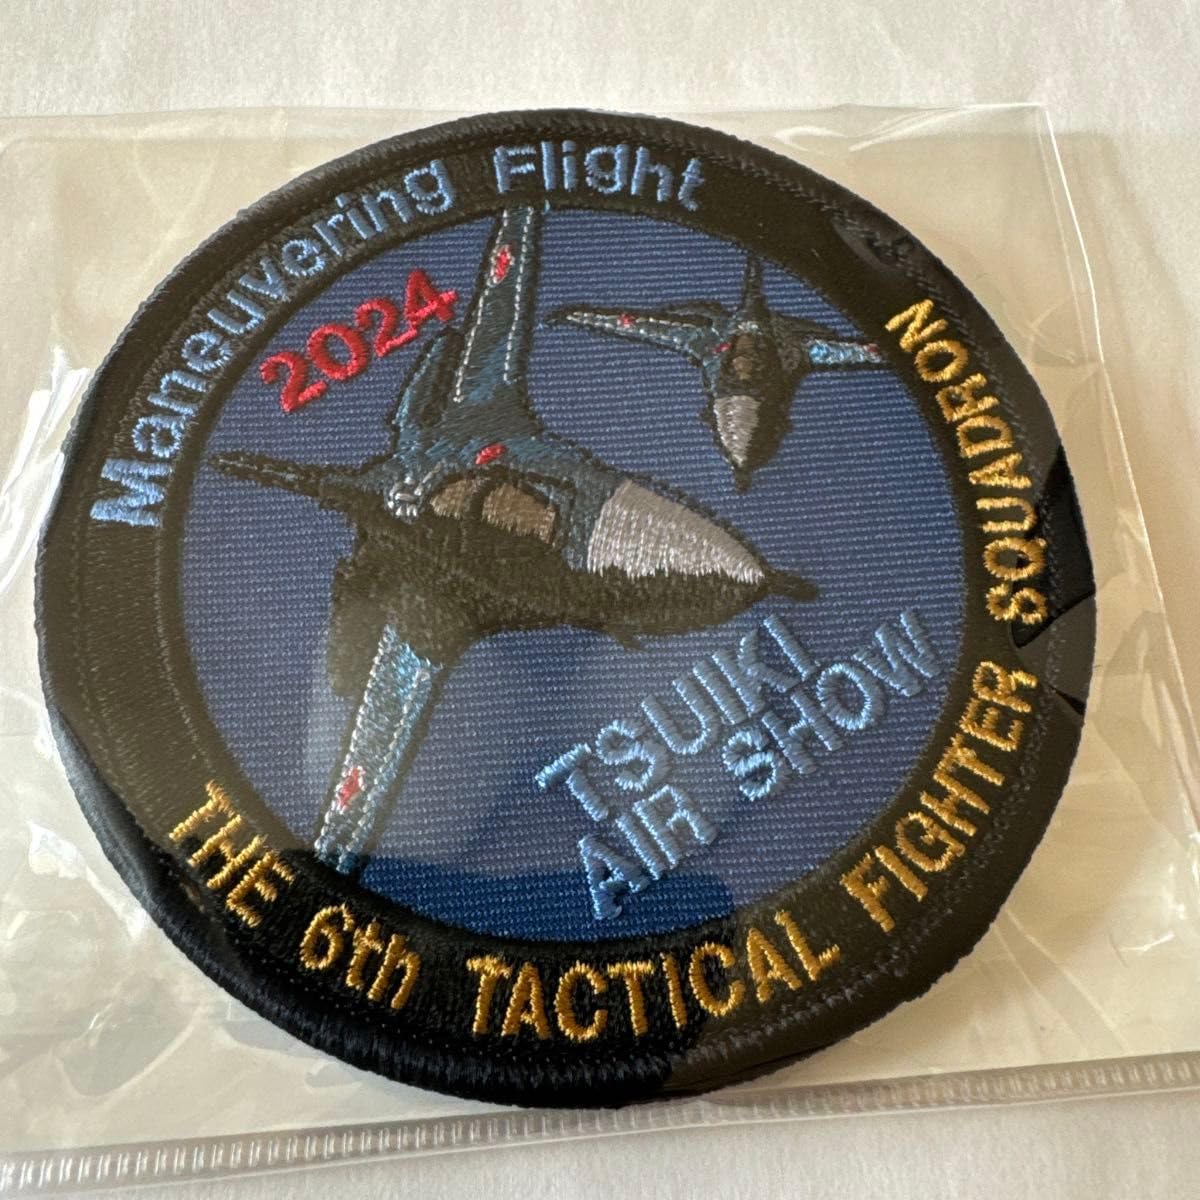 Maneuvering Flight
2024
TSUIKI
AIR SHOW
THE 6th TACTICAL FIGHTER SQUADRON